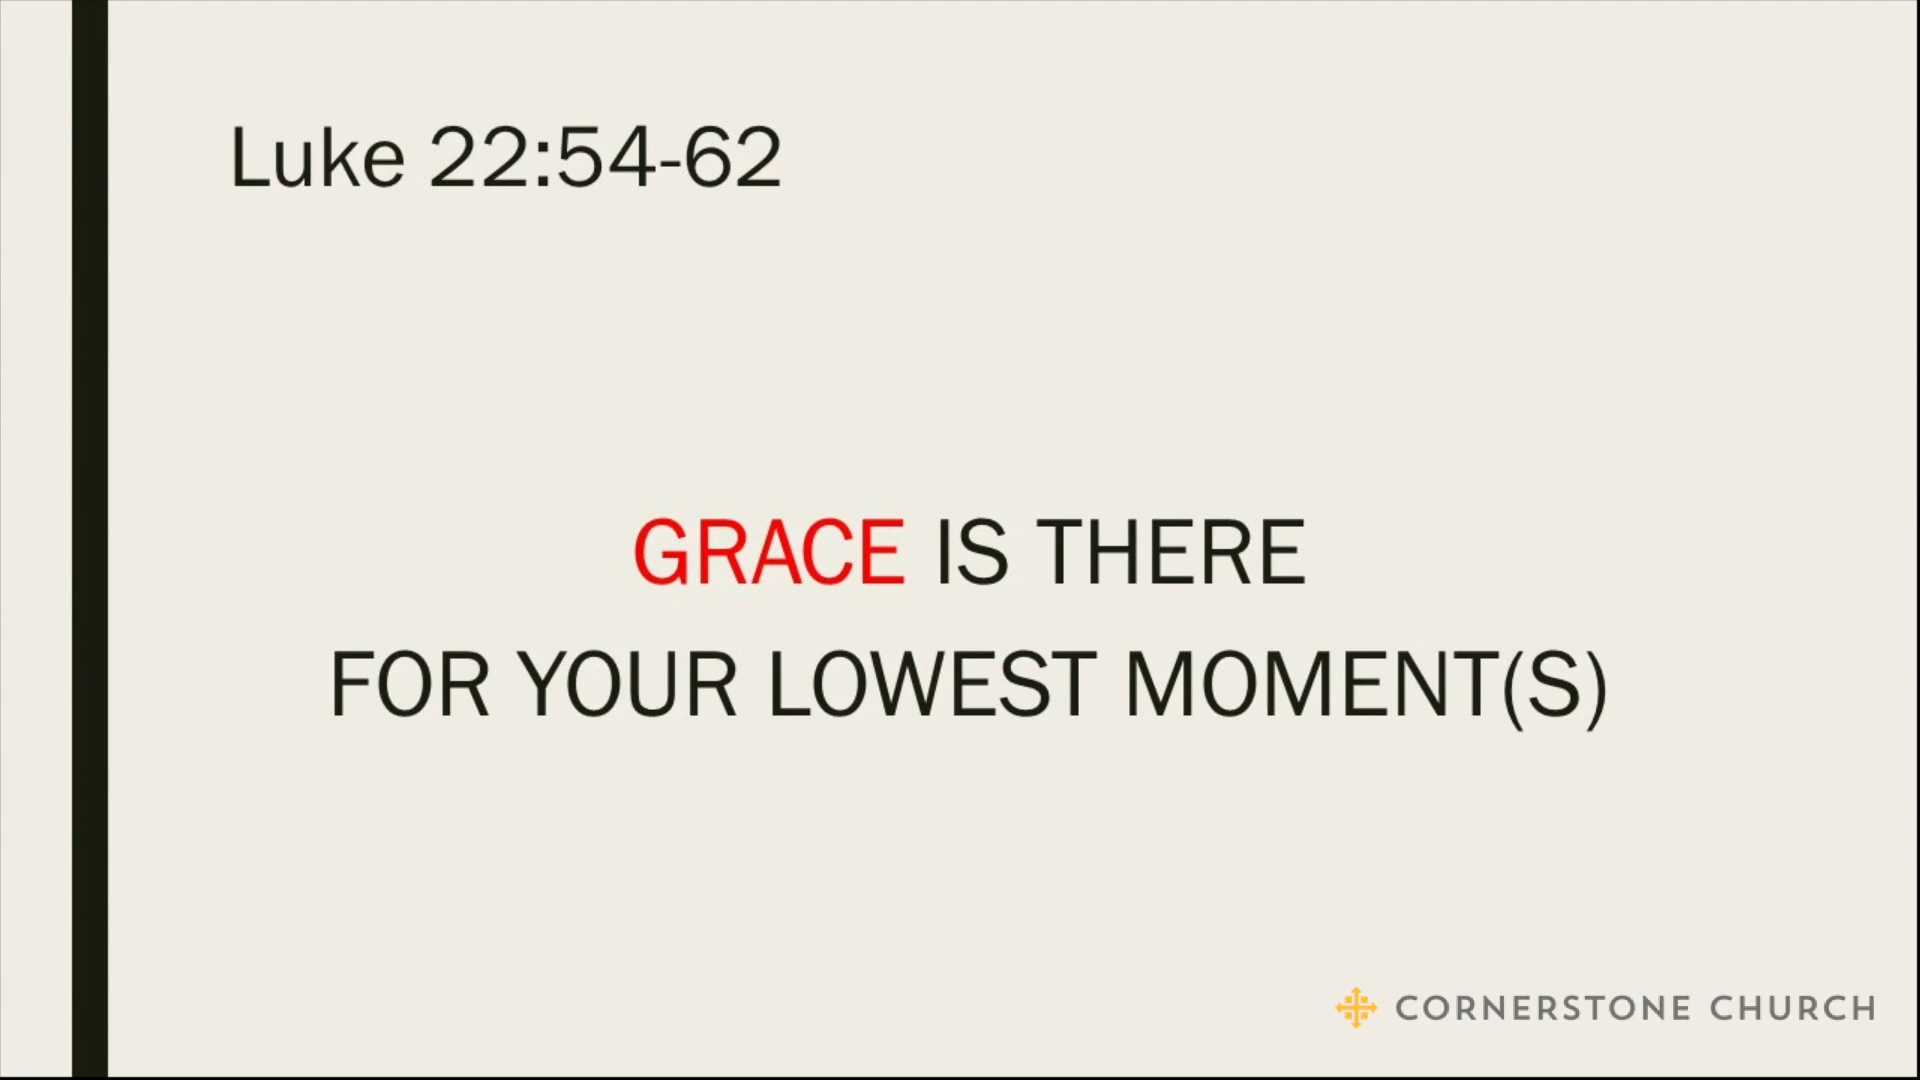 Luke 22:54-62
GRACE IS THERE
FOR YOUR LOWEST MOMENT(S)
CORNERSTONE CHURCH